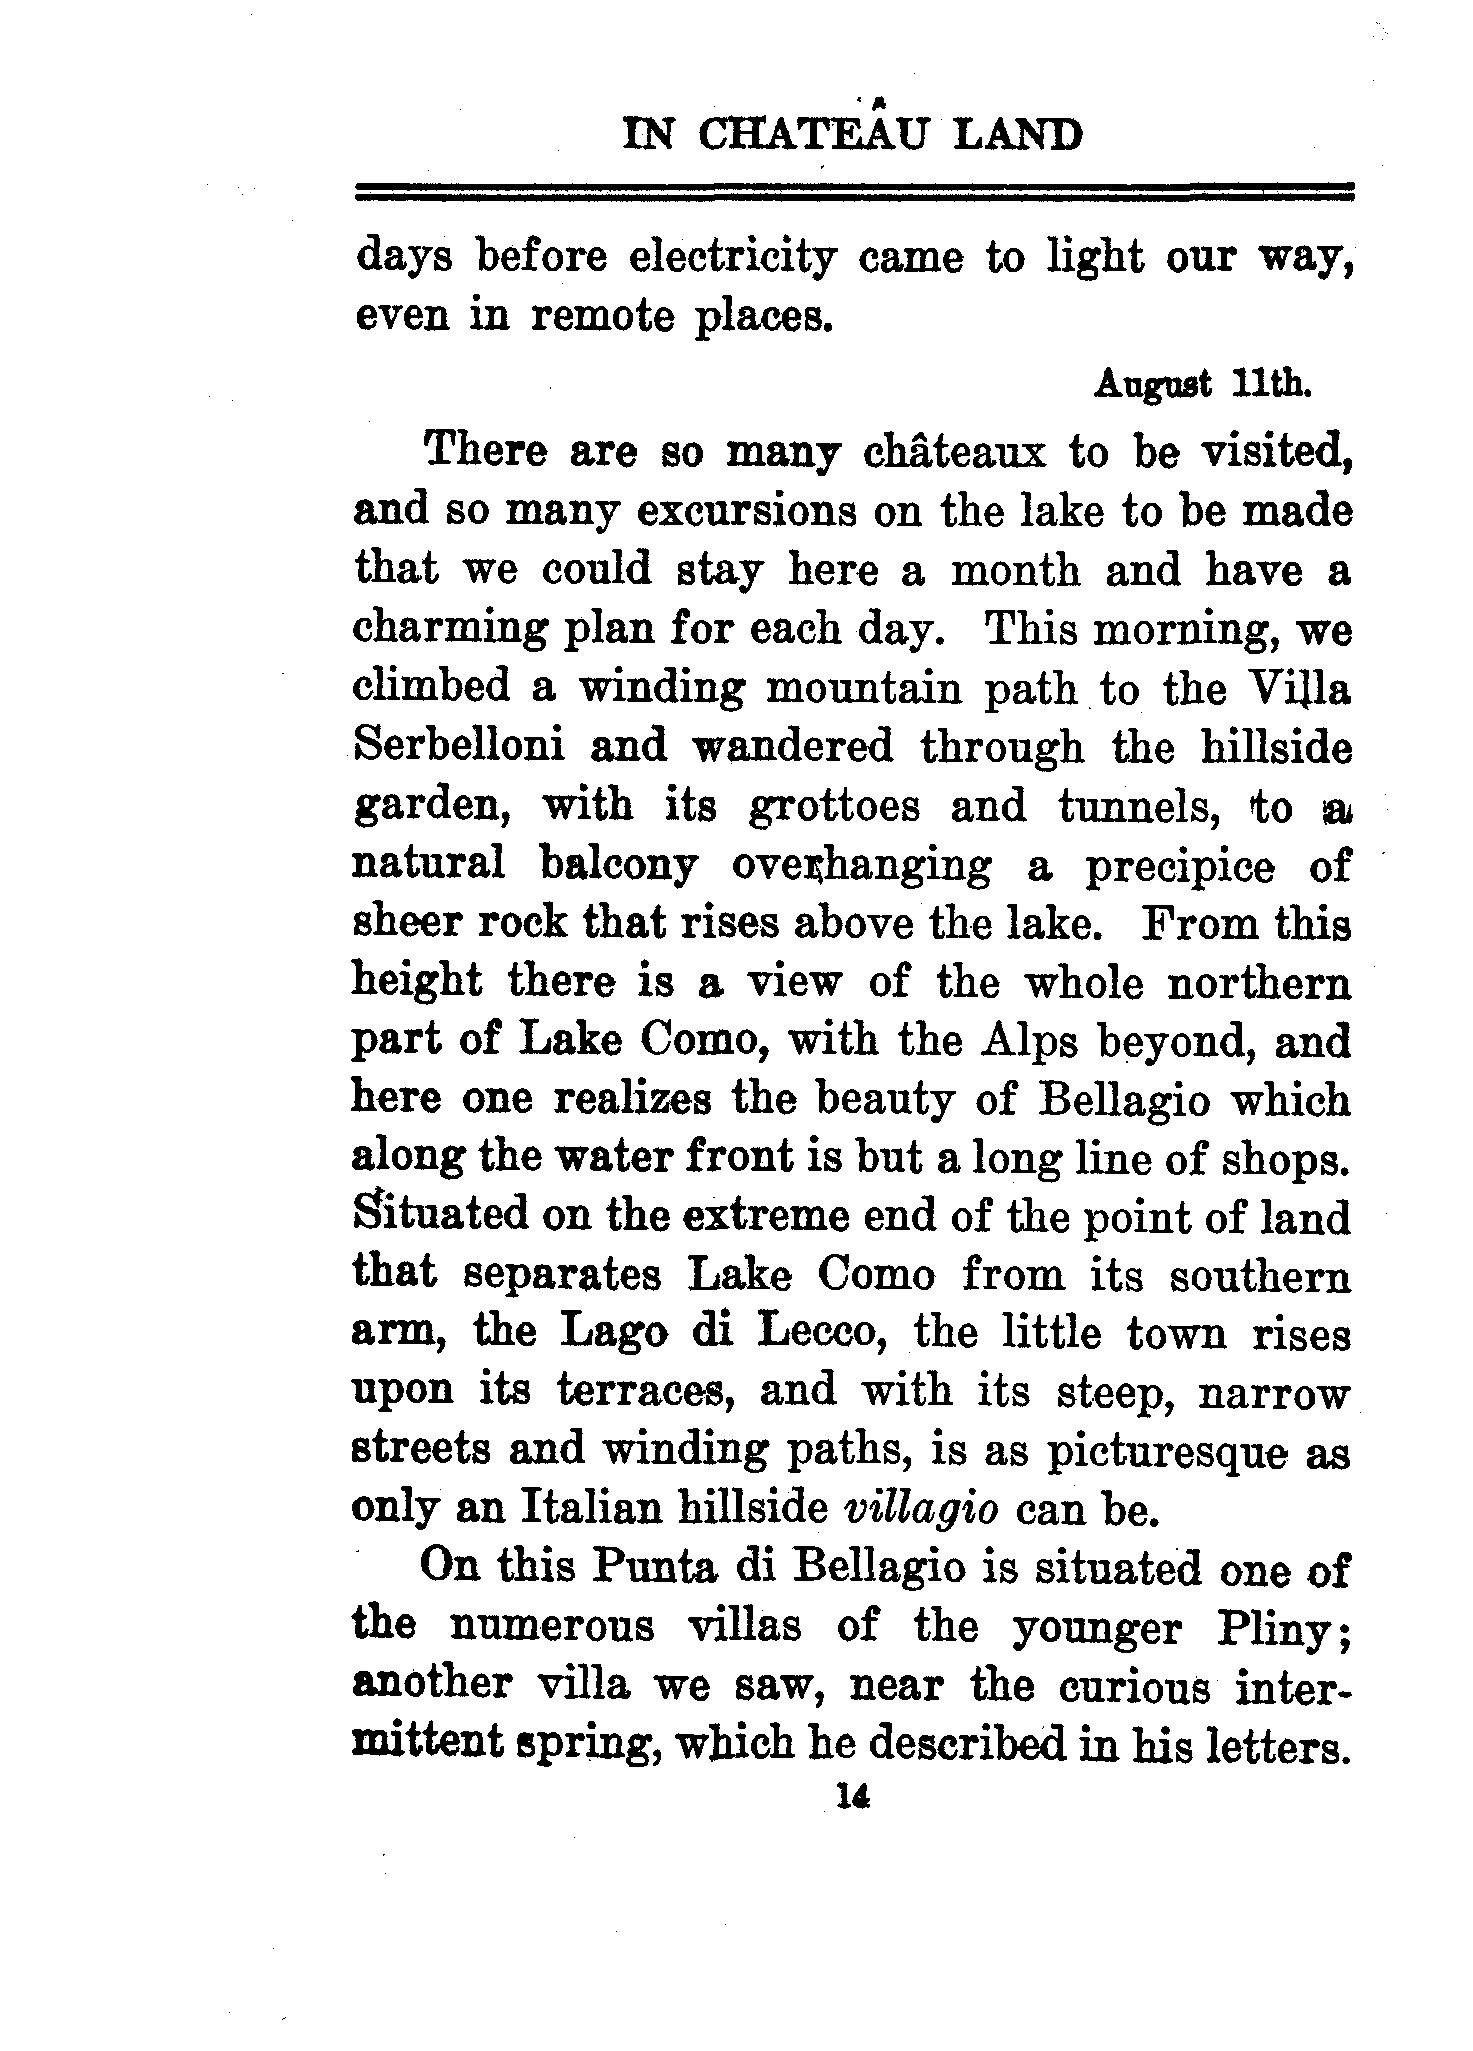 IN CHATEÂU LAND
days before electricity came to light our way,
even in remote places.
August 11th.
There are so many châteaux to be visited,
and so many excursions on the lake to be made
that we could stay here a month and have a
charming plan for each day. This morning, we
climbed a winding mountain path to the Villa
Serbelloni and wandered through the hillside
garden, with its grottoes and tunnels, to a
natural balcony overhanging a precipice of
sheer rock that rises above the lake. From this
height there is a view of the whole northern
part of Lake Como, with the Alps beyond, and
here one realizes the beauty of Bellagio which
along the water front is but a long line of shops.
Situated on the extreme end of the point of land
that separates Lake Como from its southern
arm, the Lago di Lecco, the little town rises
upon its terraces, and with its steep, narrow
streets and winding paths, is as picturesque as
only an Italian hillside villagio can be.
On this Punta di Bellagio is situated one of
the numerous villas of the younger Pliny;
another villa we saw, near the curious inter-
mittent spring, which he described in his letters.
14